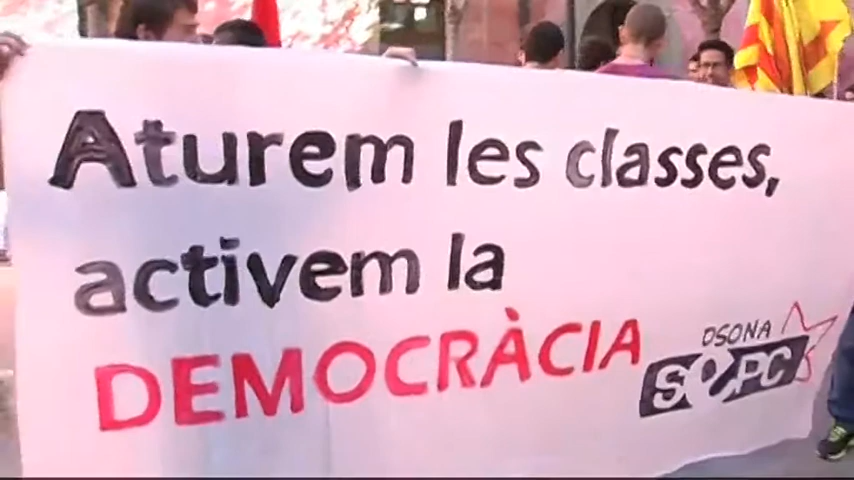 Aturem les classes,
activem la
DEMOCRÀCIA
OSONA
SEPC